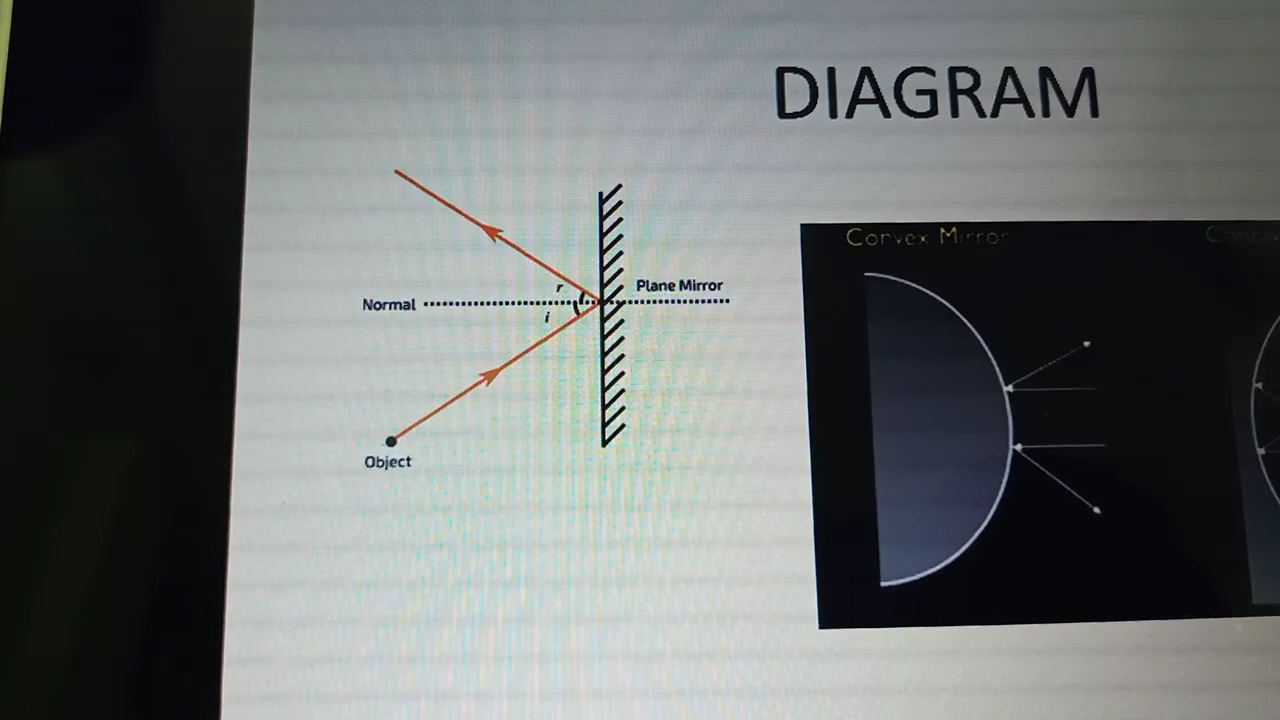 DIAGRAM
r
Normal
i
Plane Mirror
Object
Convex Mirror